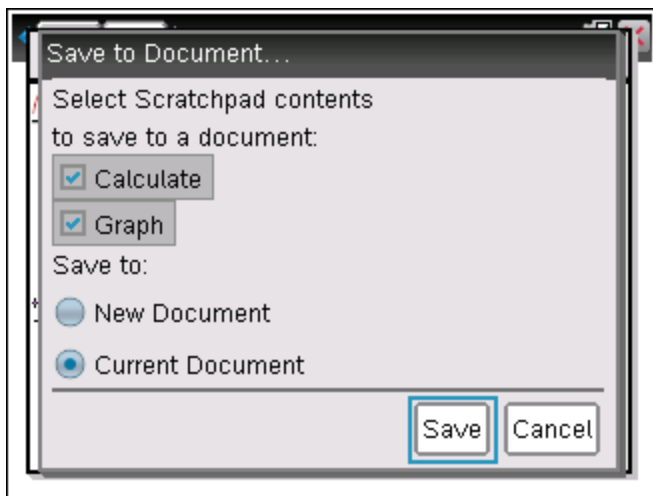 Save to Document...
Select Scratchpad contents
to save to a document:
Calculate
Graph
Save to:
New Document
Current Document
Save Cancel